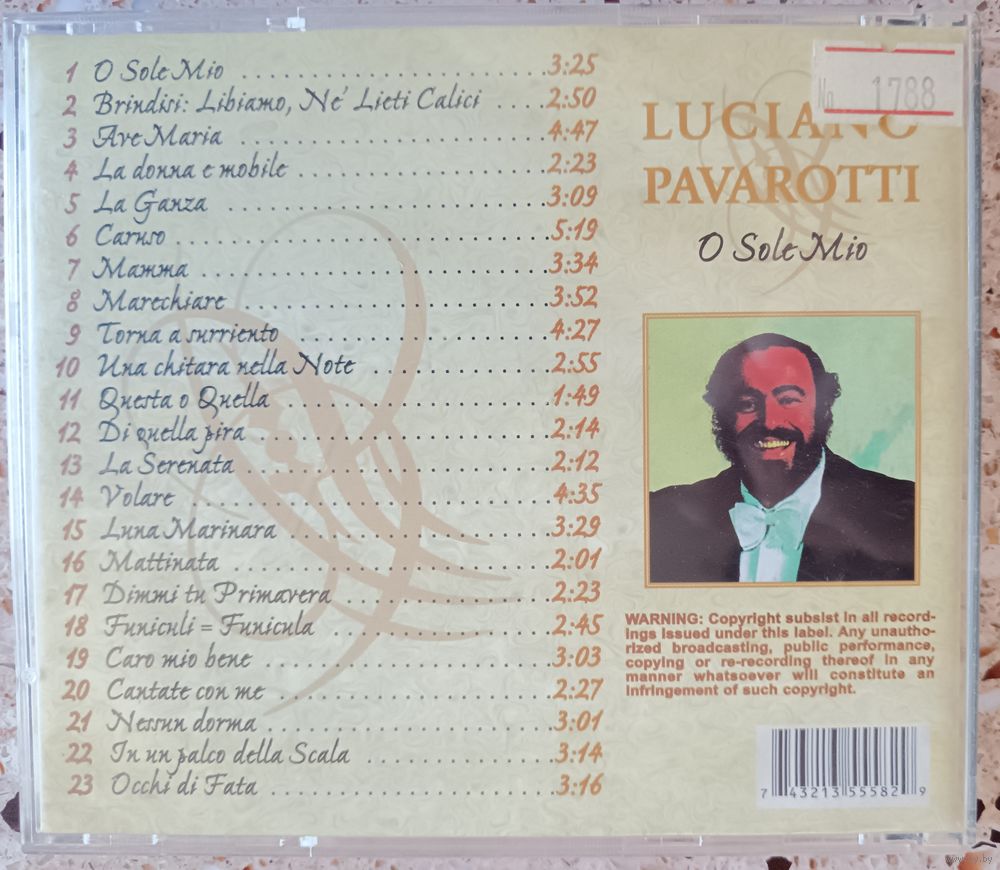 1 O Sole Mio 3:25
2 Brindisi: Libiamo, Ne' Lieti Calici 2:50
3 Ave Maria 4:47
4 La donna e mobile 2:23
5 La Ganza 3:09
6 Caruso 5:19
7 Mamma 3:34
8 Marechiare 3:52
9 Torna a surriento 4:27
10 Una chitara nella Note 2:55
11 Questa o Quella 1:49
12 Di quella pira 2:14
13 La Serenata 2:12
14 Volare 4:35
15 Luna Marinara 3:29
16 Mattinata 2:01
17 Dimmi tu Primavera 2:23
18 Funiculi = Funicula 2:45
19 Caro mio bene 3:03
20 Cantate con me 2:27
21 Nessun dorma 3:01
22 In un palco della Scala 3:14
23 Occhi di Fata 3:16
No 1788
LUCIANO
PAVAROTTI
O Sole Mio
WARNING: Copyright subsist in all record-
ings issued under this label. Any unautho-
rized broadcasting, public performance,
copying or re-recording thereof in any
manner whatsoever will constitute an
infringement of such copyright.
7 43213 55582 9